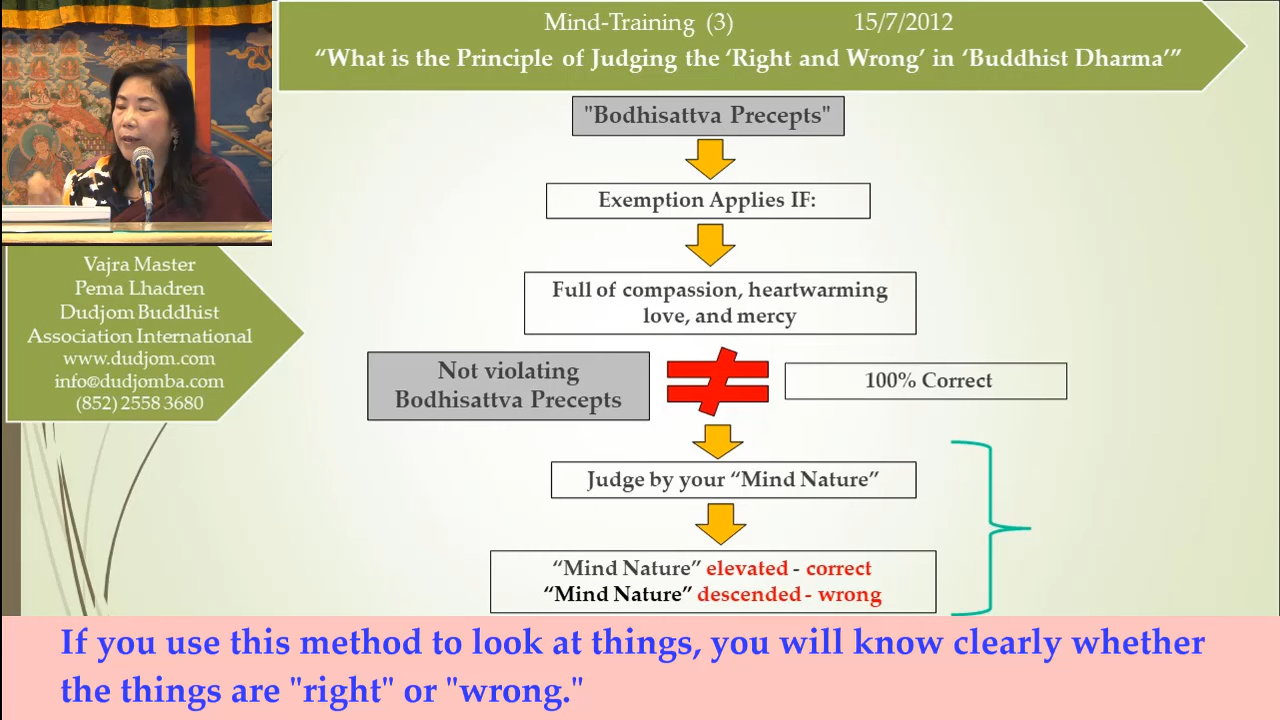 Mind-Training (3) 15/7/2012
“What is the Principle of Judging the ‘Right and Wrong’ in ‘Buddhist Dharma’”
"Bodhisattva Precepts"
Exemption Applies IF:
Full of compassion, heartwarming
love, and mercy
Vajra Master
Pema Lhadren
Dudjom Buddhist
Association International
www.dudjom.com
info@dudjomba.com
(852) 2558 3680
Not violating
Bodhisattva Precepts
100% Correct
Judge by your “Mind Nature”
“Mind Nature” elevated - correct
“Mind Nature” descended - wrong
If you use this method to look at things, you will know clearly whether
the things are "right" or "wrong."